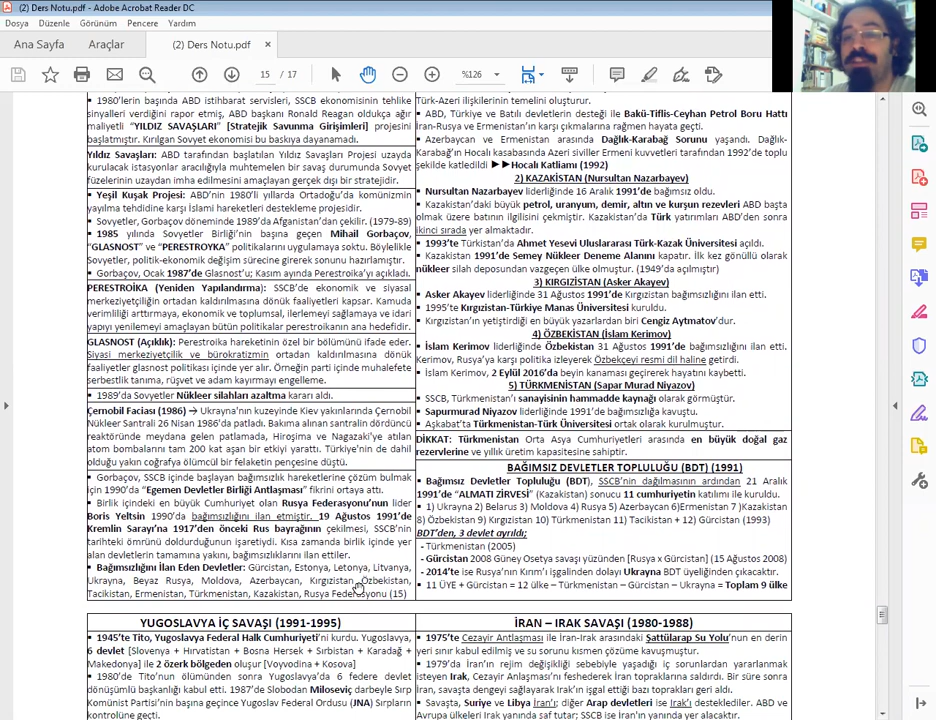 (2) Ders Notu.pdf - Adobe Acrobat Reader DC
Dosya Düzenle Görünüm Pencere Yardım
Ana Sayfa Araçlar (2) Ders Notu.pdf ×
15 / 17 %126
▪ 1980'lerin başında ABD istihbarat servisleri, SSCB ekonomisinin tehlike
sinyalleri verdiğini rapor etmiş, ABD başkanı Ronald Reagan oldukça ağır
maliyetli "YILDIZ SAVAŞLARI" [Stratejik Savunma Girişimleri] projesini
başlatmıştır. Kırılgan Sovyet ekonomisi bu baskıya dayanamadı.
Yıldız Savaşları: ABD tarafından başlatılan Yıldız Savaşları Projesi uzayda
kurulacak istasyonlar aracılığıyla muhtemelen bir savaş durumunda Sovyet
füzelerinin uzaydan imha edilmesini amaçlayan gerçek dışı bir stratejidir.
▪ Yeşil Kuşak Projesi: ABD'nin 1980'li yıllarda Ortadoğu'da komünizmin
yayılma tehdidine karşı İslami hareketleri destekleme projesidir.
▪ Sovyetler, Gorbaçov döneminde 1989'da Afganistan'dan çekilir. (1979-89)
▪ 1985 yılında Sovyetler Birliği'nin başına geçen Mihail Gorbaçov,
"GLASNOST" ve "PERESTROYKA" politikalarını uygulamaya soktu. Böylelikle
Sovyetler, politik-ekonomik değişim sürecine girerek sonunu hazırlamıştır.
▪ Gorbaçov, Ocak 1987'de Glasnost'u; Kasım ayında Perestroika'yı açıkladı.
PERESTROİKA (Yeniden Yapılandırma): SSCB'de ekonomik ve siyasal
merkeziyetçiliğin ortadan kaldırılmasına dönük faaliyetleri kapsar. Kamuda
verimliliği arttırmaya, ekonomik ve toplumsal, ilerlemeyi sağlamaya ve idari
yapıyı yenilemeyi amaçlayan bütün politikalar perestroikanın ana hedefidir.
GLASNOST (Açıklık): Perestroika hareketinin özel bir bölümünü ifade eder.
Siyasi merkeziyetçilik ve bürokratizmin ortadan kaldırılmasına dönük
faaliyetler glasnost politikası içinde yer alır. Örneğin parti içinde muhalefete
serbestlik tanıma, rüşvet ve adam kayırmayı engelleme.
▪ 1989'da Sovyetler Nükleer silahları azaltma kararı aldı.
Çernobil Faciası (1986) → Ukrayna'nın kuzeyinde Kiev yakınlarında Çernobil
Nükleer Santrali 26 Nisan 1986'da patladı. Bakıma alınan santralin dördüncü
reaktöründe meydana gelen patlamada, Hiroşima ve Nagazaki'ye atılan
atom bombalarını tam 200 kat aşan bir etkiyi yarattı. Türkiye'nin de dahil
olduğu yakın coğrafya ölümcül bir felaketin pençesine düştü.
▪ Gorbaçov, SSCB içinde başlayan bağımsızlık hareketlerine çözüm bulmak
için 1990'da "Egemen Devletler Birliği Antlaşması" fikrini ortaya attı.
▪ Birlik içindeki en büyük Cumhuriyet olan Rusya Federasyonu'nun lider
Boris Yeltsin 1990'da bağımsızlığını ilan etmiştir. 19 Ağustos 1991'de
Kremlin Sarayı'na 1917'den önceki Rus bayrağının çekilmesi, SSCB'nin
tarihteki ömrünü doldurduğunun işaretiydi. Kısa zamanda birlik içinde yer
alan devletlerin tamamına yakını, bağımsızlıklarını ilan ettiler.
▪ Bağımsızlığını İlan Eden Devletler: Gürcistan, Estonya, Letonya, Litvanya,
Ukrayna, Beyaz Rusya, Moldova, Azerbaycan, Kırgızistan Özbekistan,
Tacikistan, Ermenistan, Türkmenistan, Kazakistan, Rusya Federasyonu (15)
Türk-Azeri ilişkilerinin temelini oluşturur.
▪ ABD, Türkiye ve Batılı devletlerin desteği ile Bakü-Tiflis-Ceyhan Petrol Boru Hattı
İran-Rusya ve Ermenistan'ın karşı çıkmalarına rağmen hayata geçti.
▪ Azerbaycan ve Ermenistan arasında Dağlık-Karabağ Sorunu yaşandı. Dağlık-
Karabağ'ın Hocalı kasabasında Azeri siviller Ermeni kuvvetleri tarafından 1992'de toplu
şekilde katledildi ►►Hocalı Katliamı (1992)
2) KAZAKİSTAN (Nursultan Nazarbayev)
▪ Nursultan Nazarbayev liderliğinde 16 Aralık 1991'de bağımsız oldu.
▪ Kazakistan'daki büyük petrol, uranyum, demir, altın ve kurşun rezevleri ABD başta
olmak üzere batının ilgilisini çekmiştir. Kazakistan'da Türk yatırımları ABD'den sonra
ikinci sırada yer almaktadır.
▪ 1993'te Türkistan'da Ahmet Yesevi Uluslararası Türk-Kazak Üniversitesi açıldı.
▪ Kazakistan 1991'de Semey Nükleer Deneme Alanını kapatır. İlk kez gönüllü olarak
nükleer silah deposundan vazgeçen ülke olmuştur. (1949'da açılmıştır)
3) KIRGIZİSTAN (Asker Akayev)
▪ Asker Akayev liderliğinde 31 Ağustos 1991'de Kırgızistan bağımsızlığını ilan etti.
▪ 1995'te Kırgızistan-Türkiye Manas Üniversitesi kuruldu.
▪ Kırgızistan'ın yetiştirdiği en büyük yazarlardan biri Cengiz Aytmatov'dur.
4) ÖZBEKİSTAN (İslam Kerimov)
▪ İslam Kerimov liderliğinde Özbekistan 31 Ağustos 1991'de bağımsızlığını ilan etti.
Kerimov, Rusya'ya karşı politika izleyerek Özbekçeyi resmi dil haline getirdi.
▪ İslam Kerimov, 2 Eylül 2016'da beyin kanaması geçirerek hayatını kaybetti.
5) TÜRKMENİSTAN (Sapar Murad Niyazov)
▪ SSCB, Türkmenistan'ı sanayisinin hammadde kaynağı olarak görmüştür.
▪ Sapurmurad Niyazov liderliğinde 1991'de bağımsızlığa kavuştu.
▪ Aşkabat'ta Türkmenistan-Türk Üniversitesi ortak olarak kurulmuştur.
DİKKAT: Türkmenistan Orta Asya Cumhuriyetleri arasında en büyük doğal gaz
rezervlerine ve yıllık üretim kapasitesine sahiptir.
BAĞIMSIZ DEVLETLER TOPLULUĞU (BDT) (1991)
▪ Bağımsız Devletler Topluluğu (BDT), SSCB'nin dağılmasının ardından 21 Aralık
1991'de "ALMATI ZİRVESİ" (Kazakistan) sonucu 11 cumhuriyetin katılımı ile kuruldu.
▪ 1) Ukrayna 2) Belarus 3) Moldova 4) Rusya 5) Azerbaycan 6)Ermenistan 7 )Kazakistan
8) Özbekistan 9) Kırgızistan 10) Türkmenistan 11) Tacikistan + 12) Gürcistan (1993)
BDT'den, 3 devlet ayrıldı;
- Türkmenistan (2005)
- Gürcistan 2008 Güney Osetya savaşı yüzünden [Rusya x Gürcistan] (15 Ağustos 2008)
- 2014'te ise Rusya'nın Kırım'ı işgalinden dolayı Ukrayna BDT üyeliğinden çıkacaktır.
▪ 11 ÜYE + Gürcistan = 12 ülke – Türkmenistan – Gürcistan – Ukrayna = Toplam 9 ülke
YUGOSLAVYA İÇ SAVAŞI (1991-1995)
▪ 1945'te Tito, Yugoslavya Federal Halk Cumhuriyeti'ni kurdu. Yugoslavya,
6 devlet [Slovenya + Hırvatistan + Bosna Hersek + Sırbistan + Karadağ +
Makedonya] ile 2 özerk bölgeden oluşur [Voyvodina + Kosova]
▪ 1980'de Tito'nun ölümünden sonra Yugoslavya'da 6 federe devlet
dönüşümlü başkanlığı kabul etti. 1987'de Slobodan Miloseviç darbeyle Sırp
Komünist Partisi'nin başına geçince Yugoslav Federal Ordusu (JNA) Sırpların
kontrolüne geçti.
İRAN – IRAK SAVAŞI (1980-1988)
▪ 1975'te Cezayir Antlaşması ile İran-Irak arasındaki Şattülarap Su Yolu'nun en derin
yeri sınır kabul edilmiş ve su sorunu kısmen çözüme kavuşmuştur.
▪ 1979'da İran'ın rejim değişikliği sebebiyle yaşadığı iç sorunlardan yararlanmak
isteyen Irak, Cezayir Anlaşması'nı feshederek İran topraklarına saldırdı. Bir süre sonra
İran, savaşta dengeyi sağlayarak Irak'ın işgal ettiği bazı toprakları geri aldı.
▪ Savaşta, Suriye ve Libya İran'ı; diğer Arap devletleri ise Irak'ı desteklediler. ABD ve
Avrupa ülkeleri Irak yanında saf tutar; SSCB ise İran'ın yanında yer alacaktır.